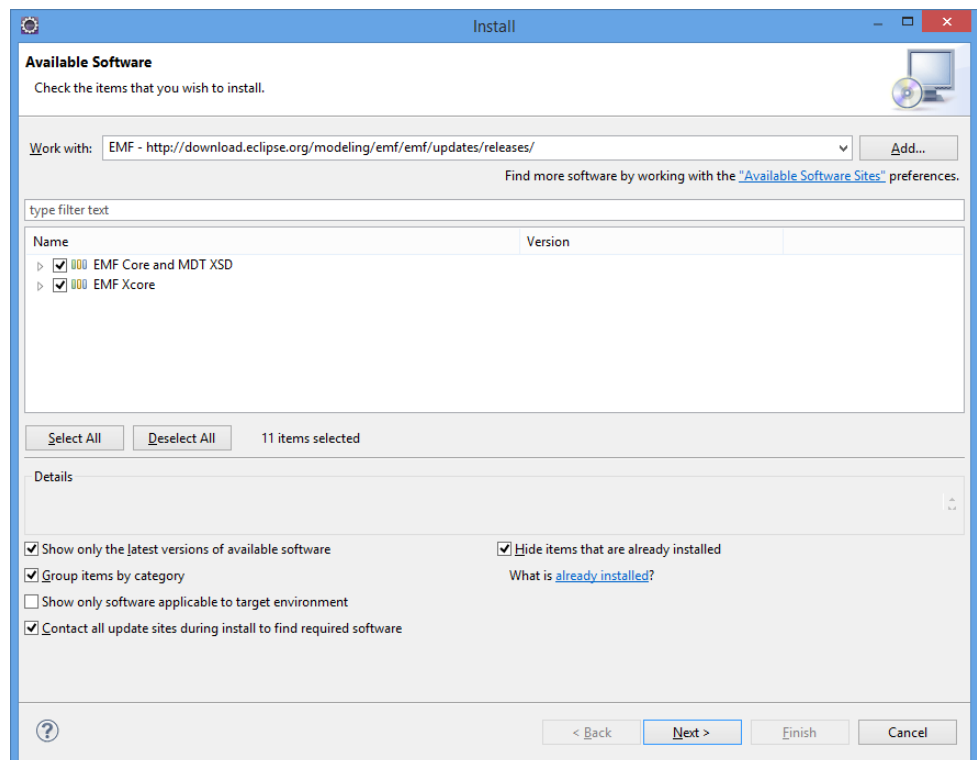 Install
Available Software
Check the items that you wish to install.
Work with: EMF - http://download.eclipse.org/modeling/emf/emf/updates/releases/ Add...
Find more software by working with the "Available Software Sites" preferences.
type filter text
Name Version
EMF Core and MDT XSD
EMF Xcore
Select All Deselect All 11 items selected
Details
Show only the latest versions of available software Hide items that are already installed
Group items by category What is already installed?
Show only software applicable to target environment
Contact all update sites during install to find required software
? < Back Next > Finish Cancel